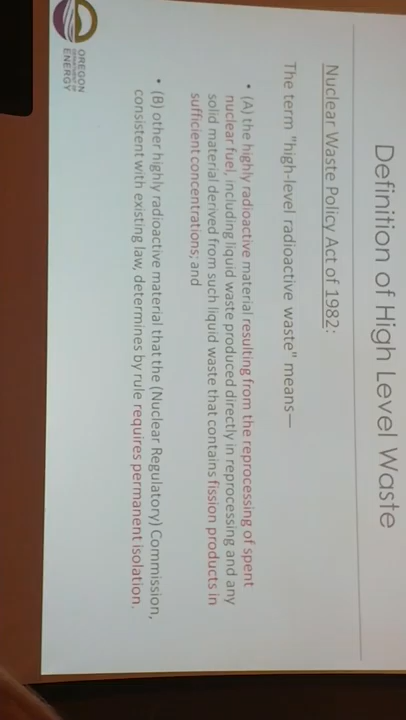 Definition of High Level Waste
Nuclear Waste Policy Act of 1982:
The term "high-level radioactive waste" means—
• (A) the highly radioactive material resulting from the reprocessing of spent
nuclear fuel, including liquid waste produced directly in reprocessing and any
solid material derived from such liquid waste that contains fission products in
sufficient concentrations; and
• (B) other highly radioactive material that the (Nuclear Regulatory) Commission,
consistent with existing law, determines by rule requires permanent isolation.
OREGON
DEPARTMENT OF
ENERGY